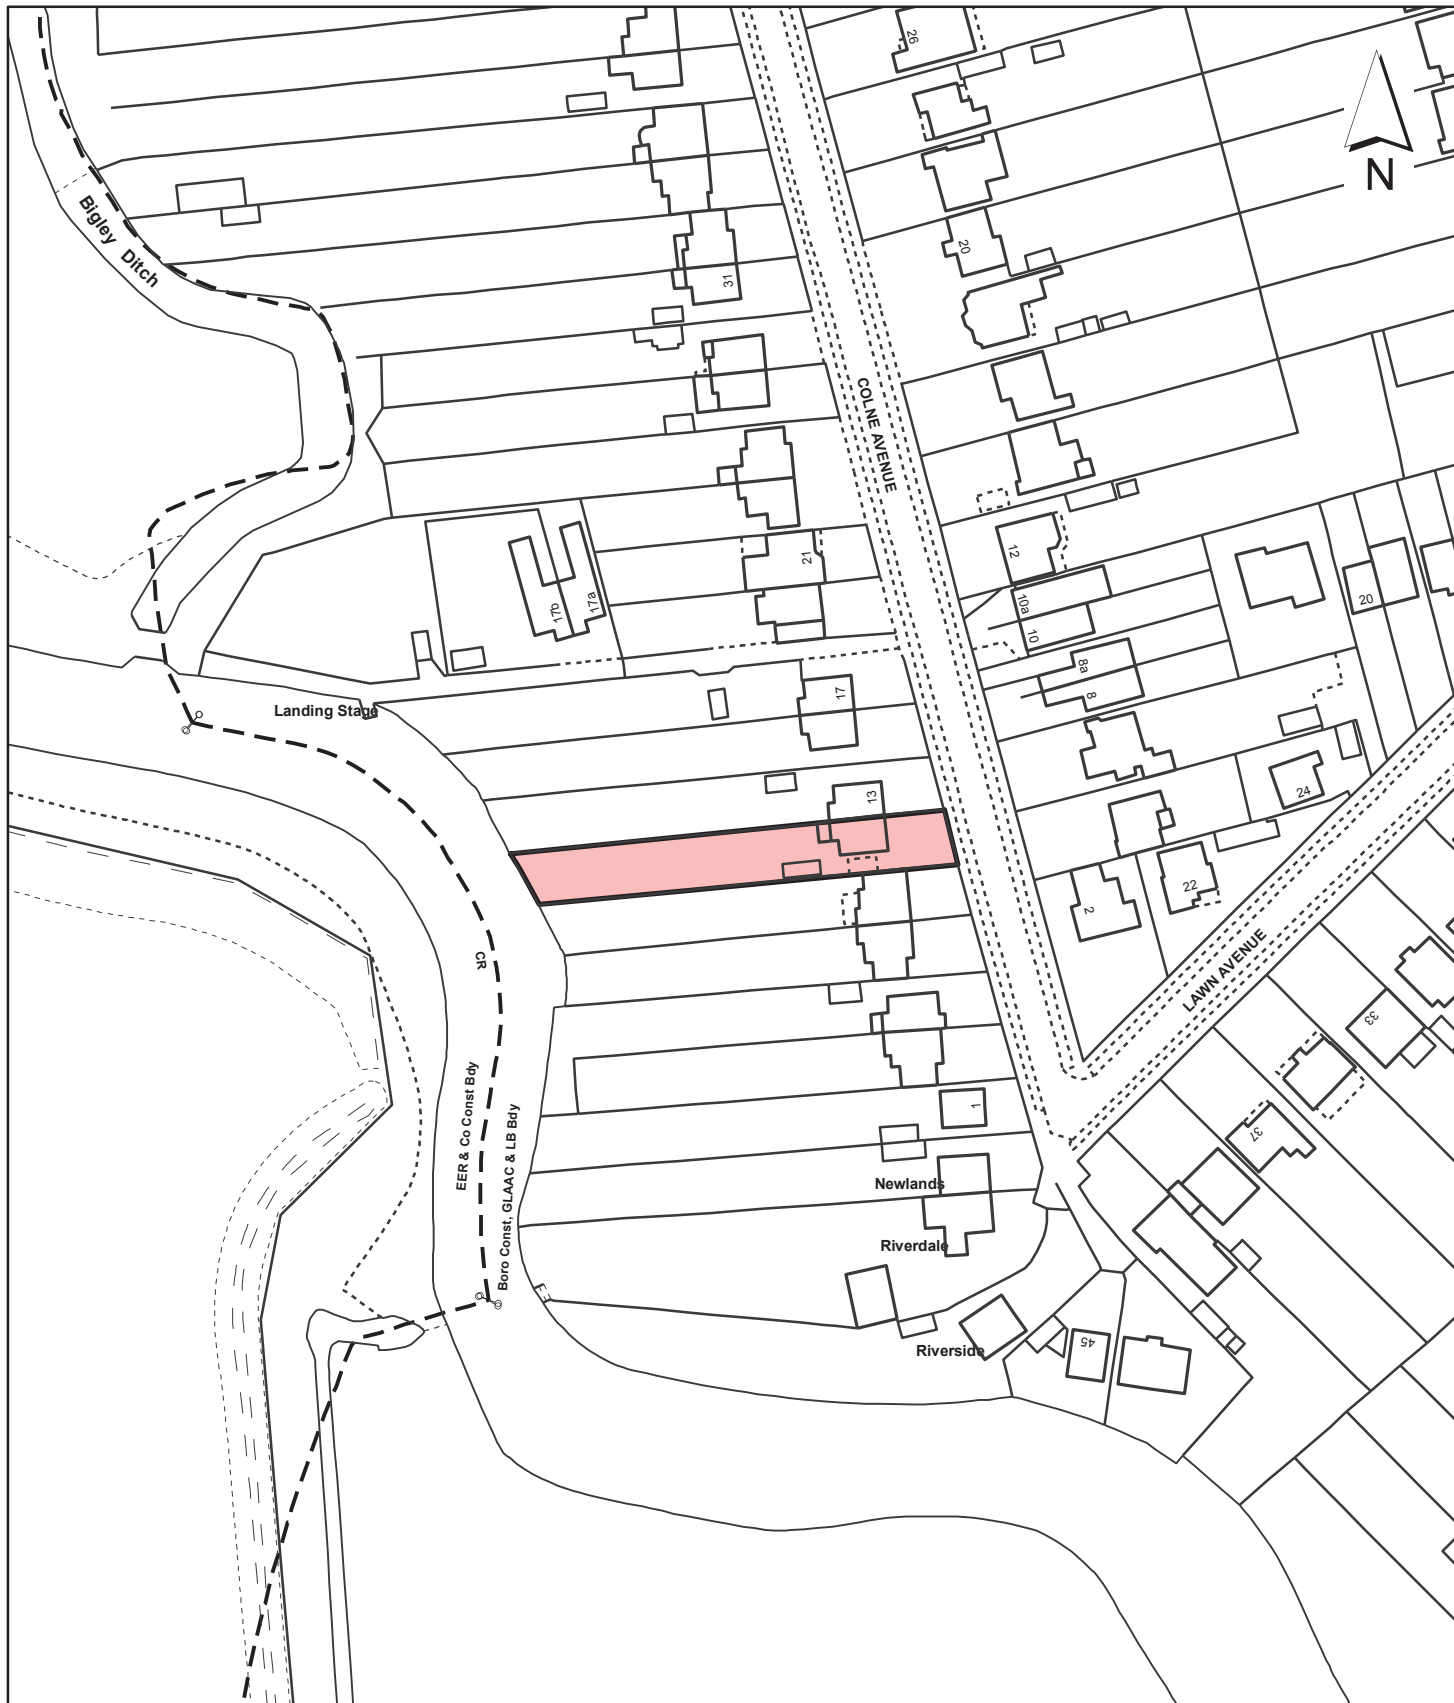 26
N
Bigley Ditch
20
31
COLNE AVENUE
21
12
17b
17a
10a
10
20
8a
8
17
Landing Stage
13
24
22
2
CR
LAWN AVENUE
33
EER & Co Const Bdy
Boro Const, GLAAC & LB Bdy
1
37
Newlands
Riverdale
Riverside
45